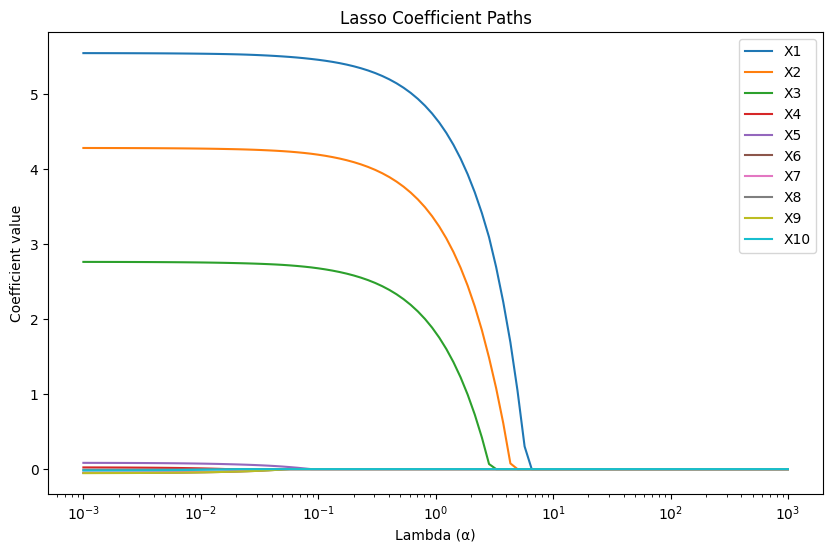 Lasso Coefficient Paths
Coefficient value
5
4
3
2
1
0
X1
X2
X3
X4
X5
X6
X7
X8
X9
X10
10⁻³ 10⁻² 10⁻¹ 10⁰ 10¹ 10² 10³
Lambda (α)